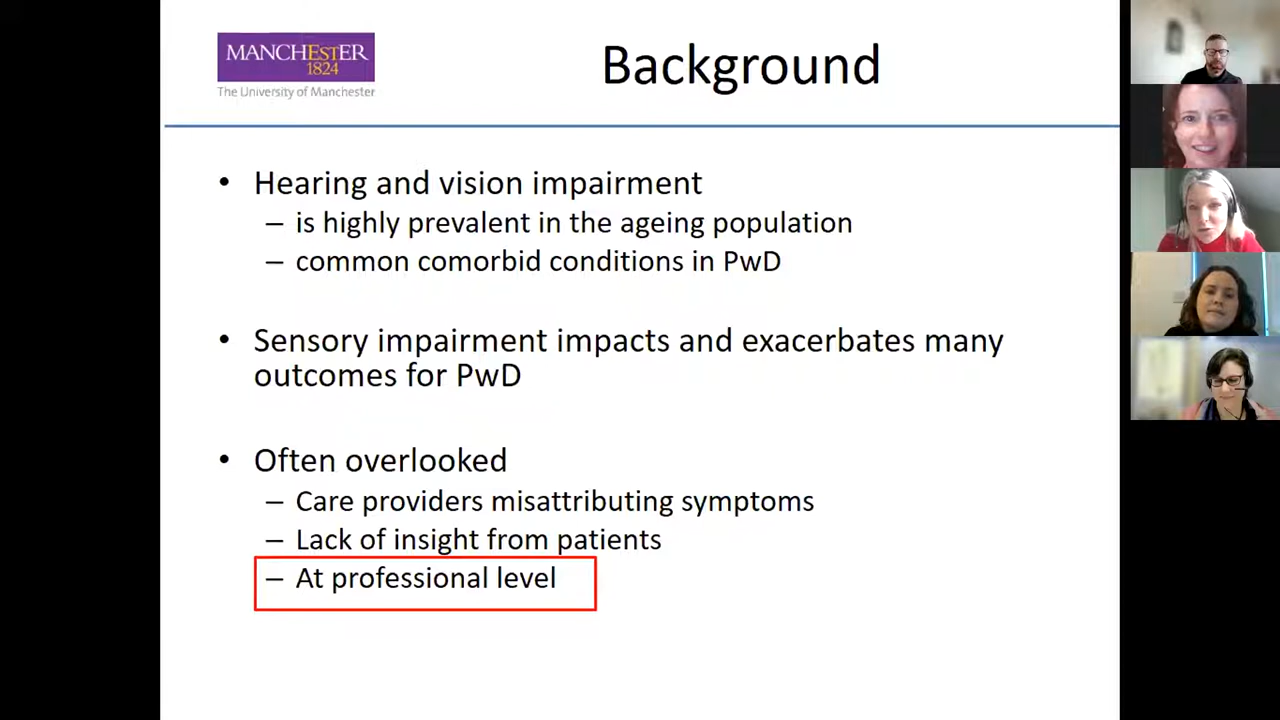 MANCHESTER
1824
The University of Manchester
Background
• Hearing and vision impairment
– is highly prevalent in the ageing population
– common comorbid conditions in PwD
• Sensory impairment impacts and exacerbates many
outcomes for PwD
• Often overlooked
– Care providers misattributing symptoms
– Lack of insight from patients
– At professional level